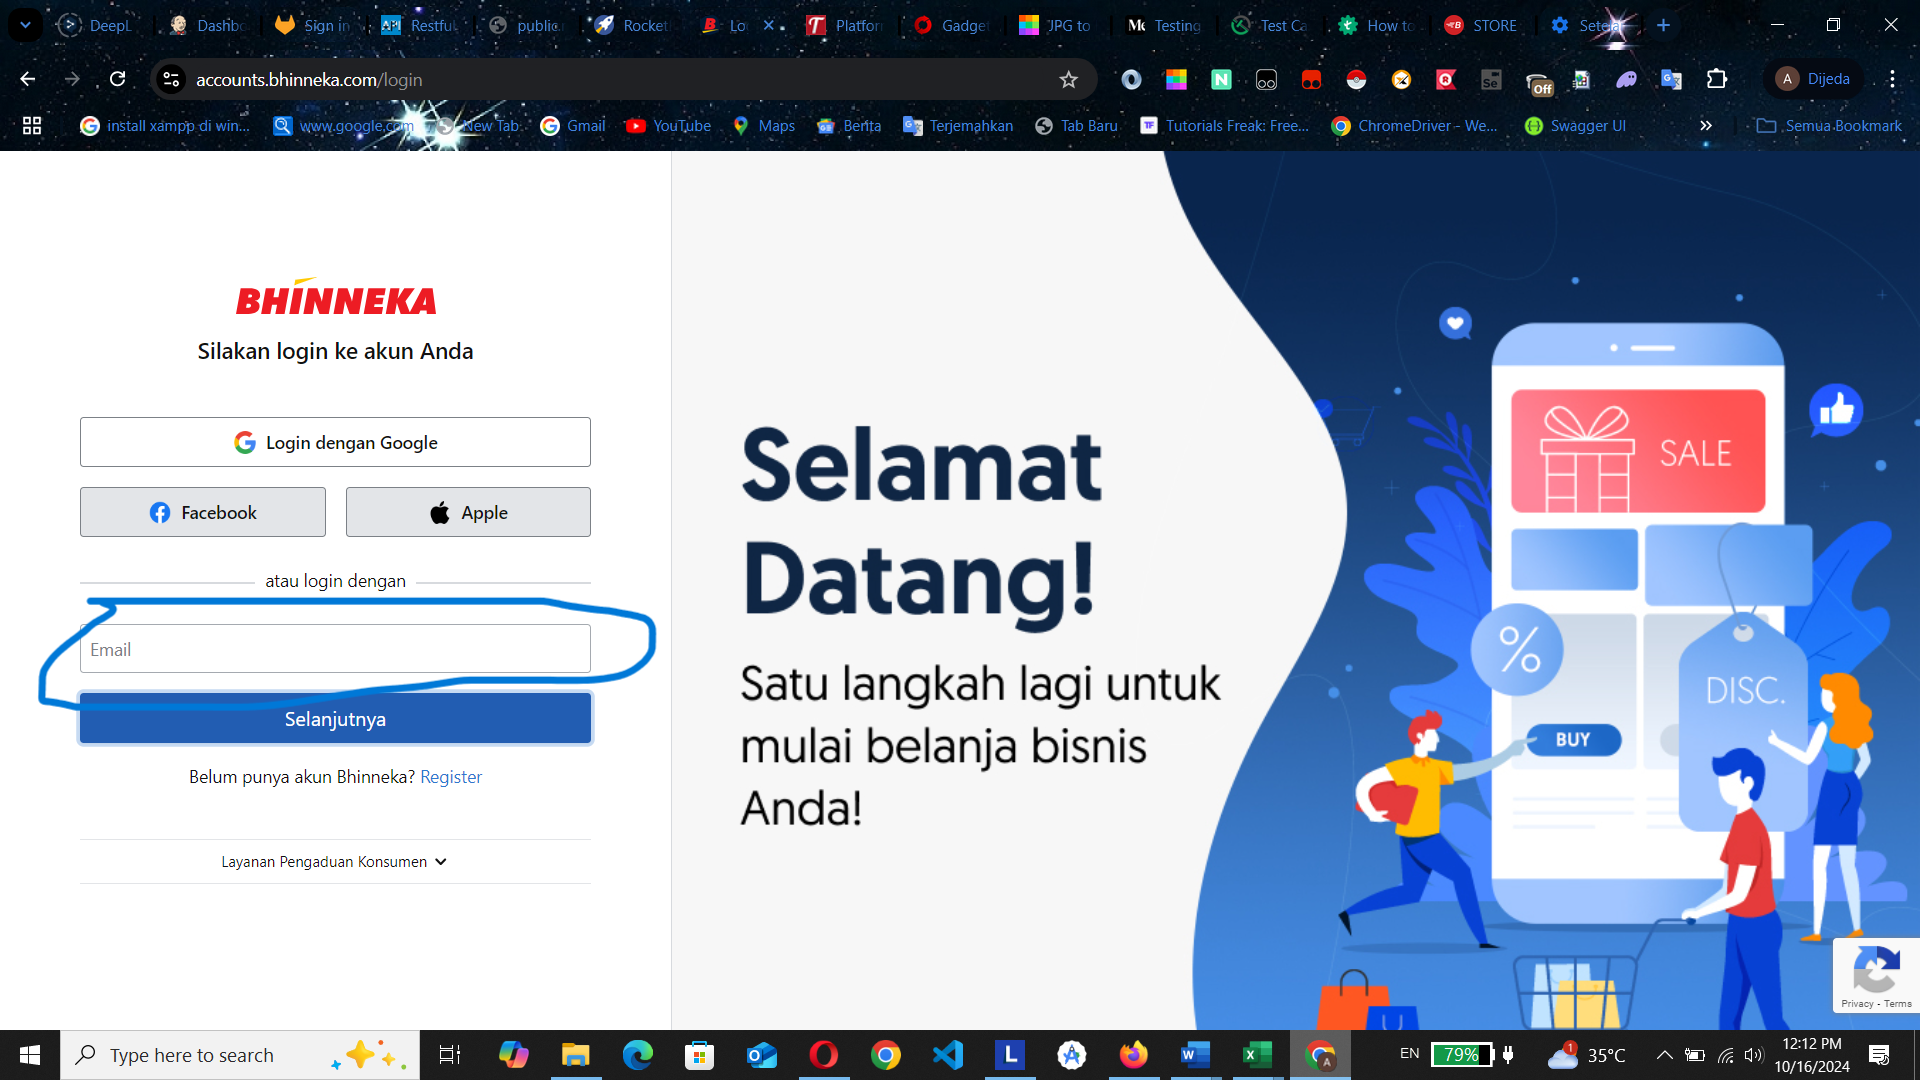 DeepL
Dashbo
Sign in
Restful
public.
Rocket
Lo
Platfor
Gadge
JPG to
Testing
Test Ca
How to
STORE
Setela
accounts.bhinneka.com/login
Off
A
Dijeda
install xampp di win...
www.google.com
New Tab
Gmail
YouTube
Maps
Berita
Terjemahkan
Tab Baru
Tutorials Freak: Free...
ChromeDriver - We...
Swagger UI
Semua Bookmark
BHINNEKA
Silakan login ke akun Anda
Login dengan Google
Facebook
Apple
atau login dengan
Email
Selanjutnya
Belum punya akun Bhinneka? Register
Layanan Pengaduan Konsumen
Selamat
Datang!
Satu langkah lagi untuk
mulai belanja bisnis
Anda!
SALE
%
DISC.
BUY
Privacy - Terms
Type here to search
EN
79%
1
35°C
12:12 PM
10/16/2024